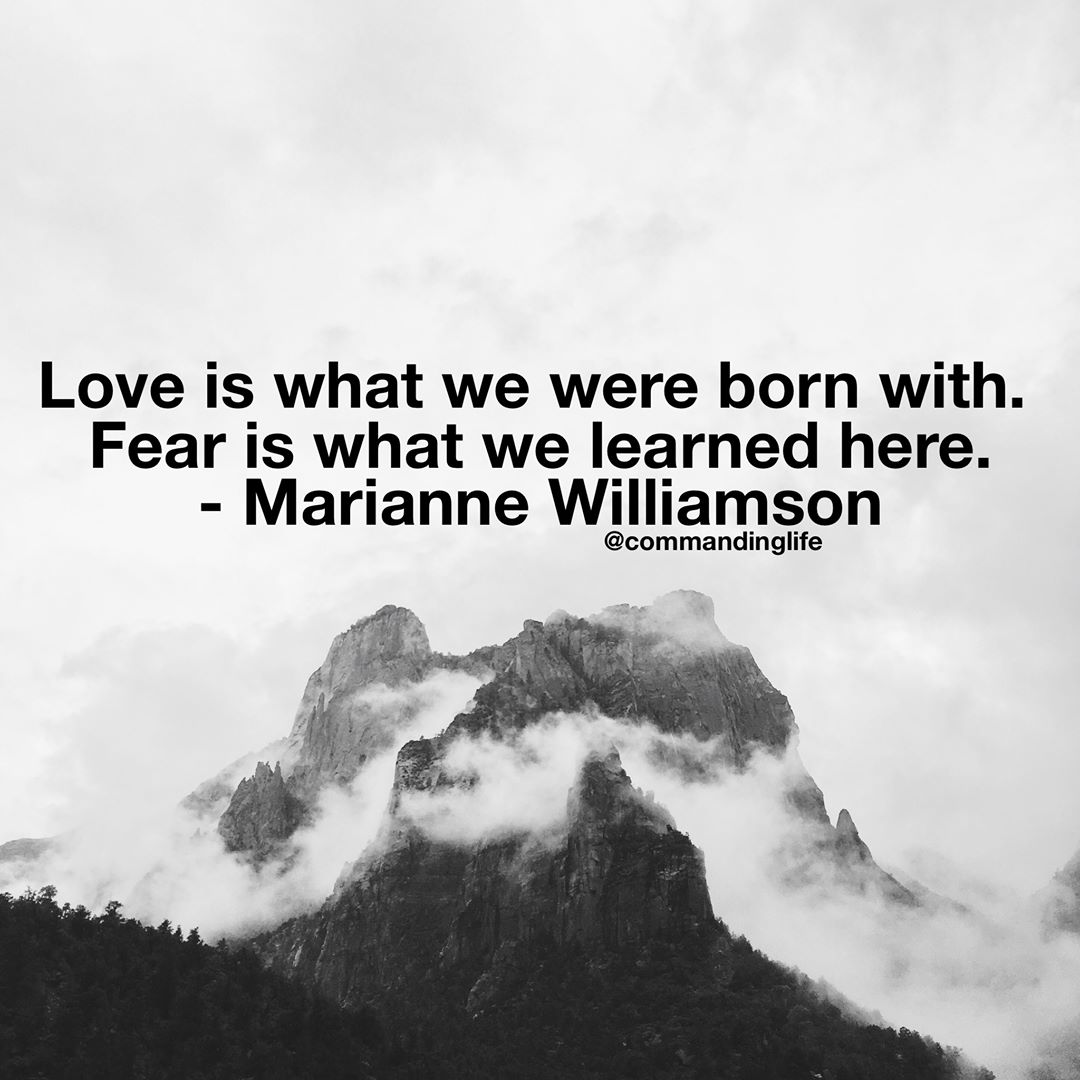 Love is what we were born with.
Fear is what we learned here.
- Marianne Williamson
@commandinglife